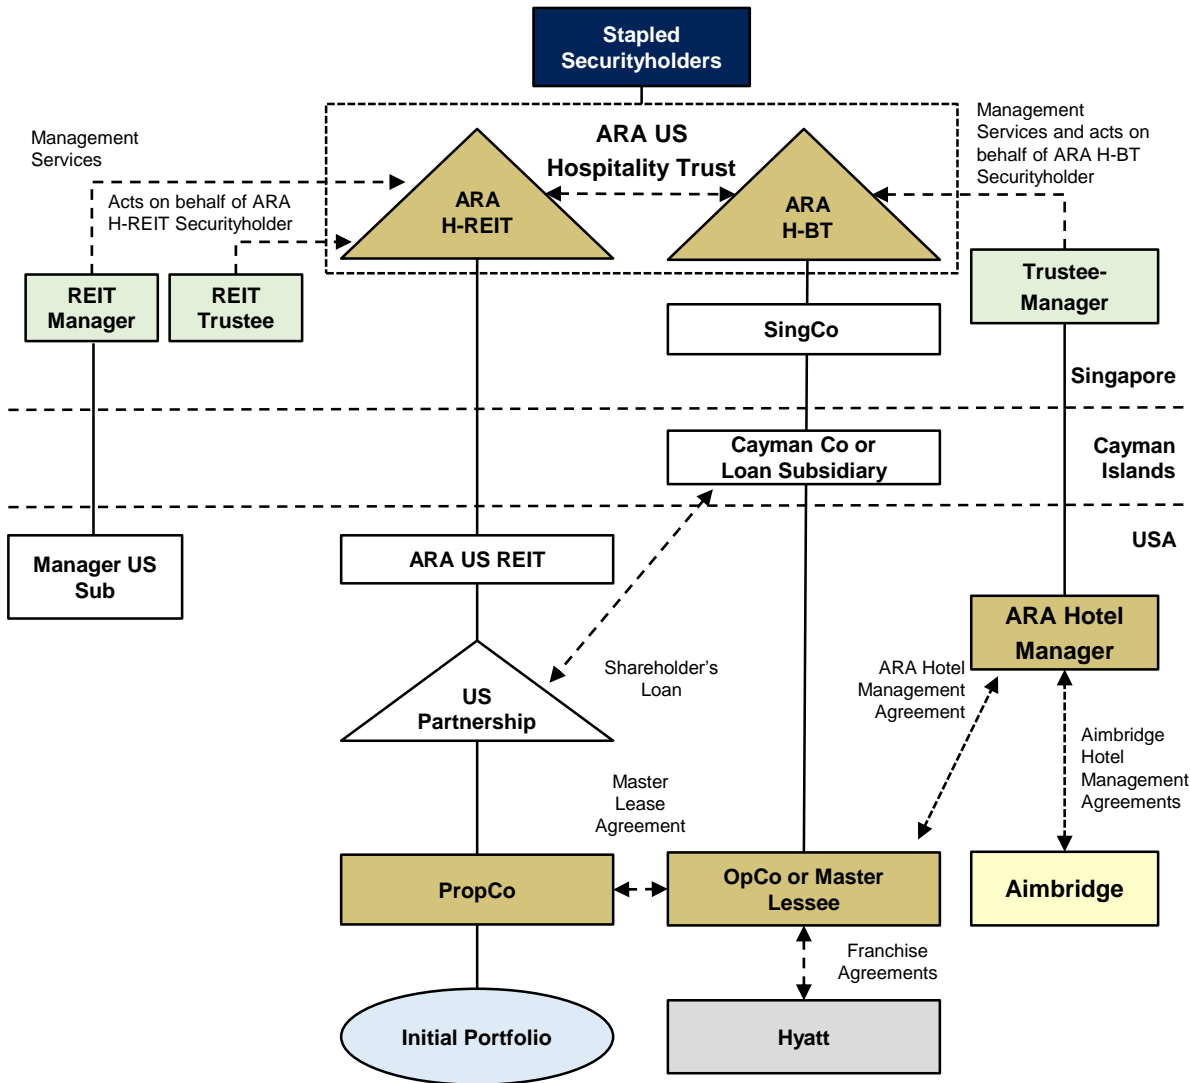 Stapled
Securityholders
Management
Services
ARA US
Hospitality Trust
Management
Services and acts on
behalf of ARA H-BT
Securityholder
Acts on behalf of ARA
H-REIT Securityholder
ARA
H-REIT
ARA
H-BT
REIT
Manager
REIT
Trustee
Trustee-
Manager
SingCo
Singapore
Cayman Co or
Loan Subsidiary
Cayman
Islands
USA
Manager US
Sub
ARA US REIT
ARA Hotel
Manager
Shareholder’s
Loan
ARA Hotel
Management
Agreement
US
Partnership
Aimbridge
Hotel
Management
Agreements
Master
Lease
Agreement
PropCo
OpCo or Master
Lessee
Aimbridge
Franchise
Agreements
Initial Portfolio
Hyatt